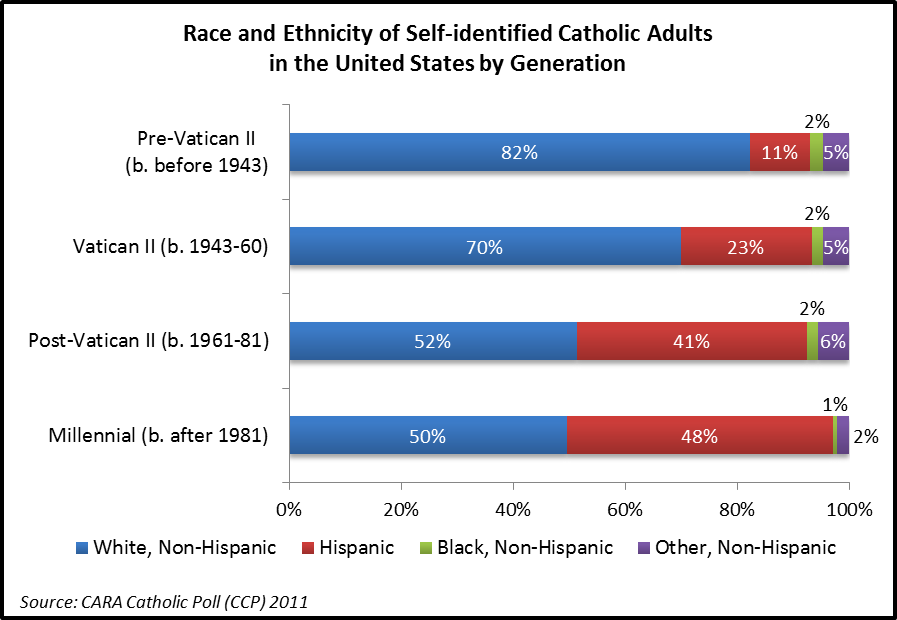 Race and Ethnicity of Self-identified Catholic Adults
in the United States by Generation
2%
Pre-Vatican II
(b. before 1943)
82%
11%
5%
2%
Vatican II (b. 1943-60)
70%
23%
5%
2%
Post-Vatican II (b. 1961-81)
52%
41%
6%
1%
Millennial (b. after 1981)
50%
48%
2%
0%
20%
40%
60%
80%
100%
White, Non-Hispanic
Hispanic
Black, Non-Hispanic
Other, Non-Hispanic
Source: CARA Catholic Poll (CCP) 2011